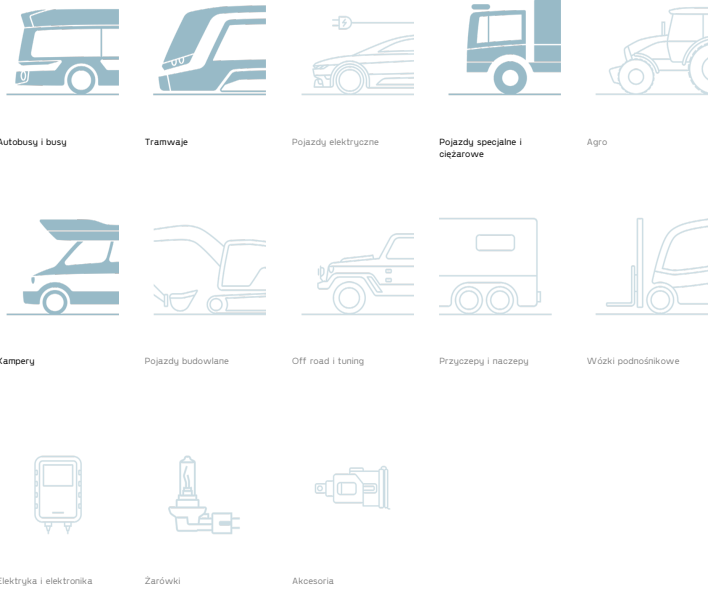 Autobusy i busy
Tramwaje
Pojazdy elektryczne
Pojazdy specjalne i
ciężarowe
Agro
Kampery
Pojazdy budowlane
Off road i tuning
Przyczepy i naczepy
Wózki podnośnikowe
Elektryka i elektronika
Żarówki
Akcesoria